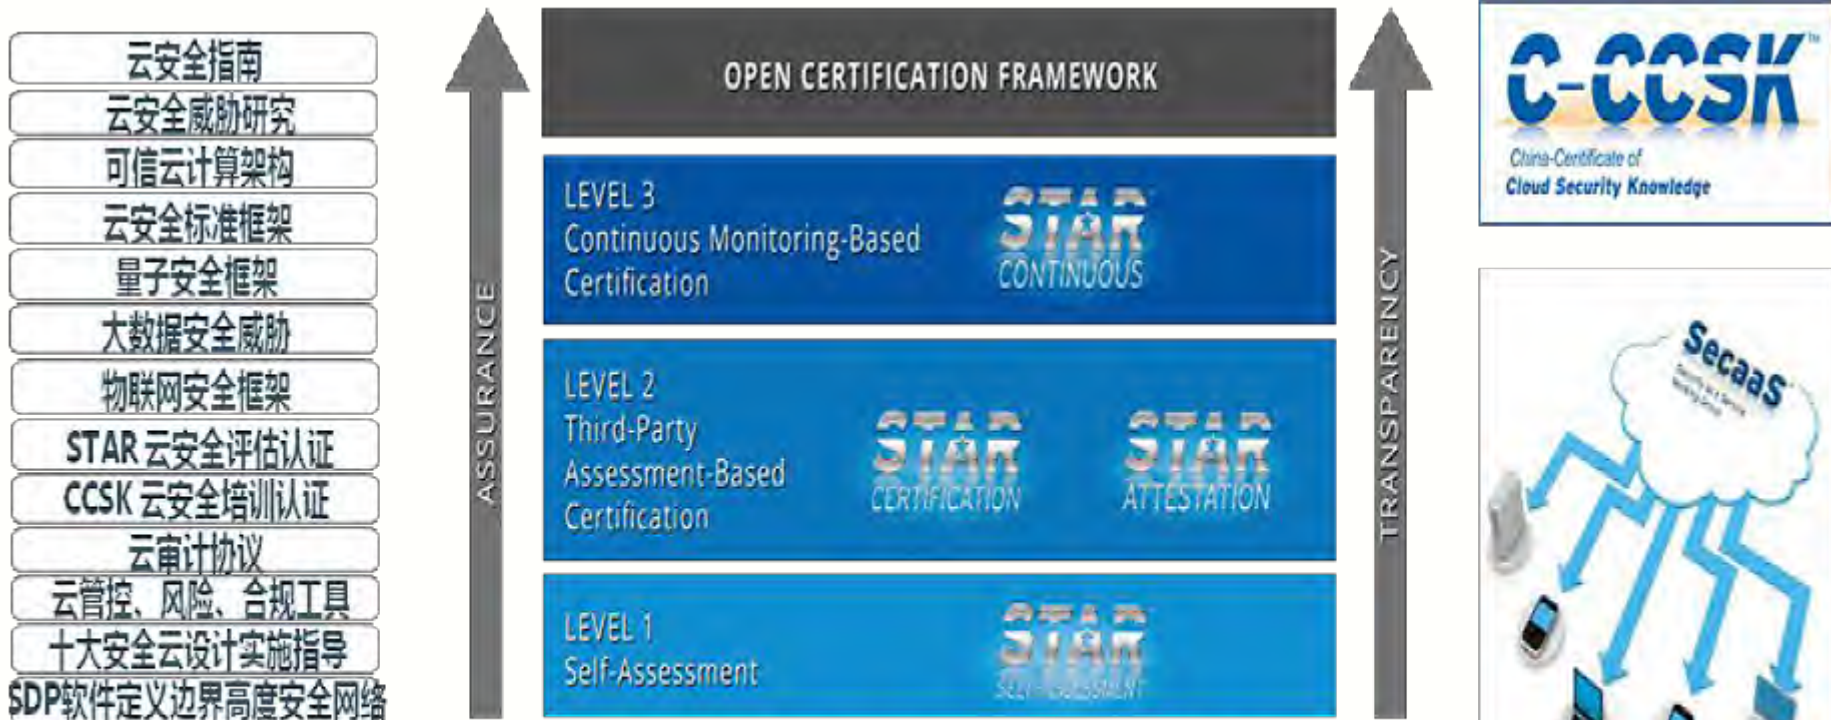 云安全指南
云安全威胁研究
可信云计算架构
云安全标准框架
量子安全框架
大数据安全威胁
物联网安全框架
STAR 云安全评估认证
CCSK 云安全培训认证
云审计协议
云管控、风险、合规工具
十大安全云设计实施指导
SDP软件定义边界高度安全网络
ASSURANCE
OPEN CERTIFICATION FRAMEWORK
LEVEL 3
Continuous Monitoring-Based
Certification
STAR
CONTINUOUS
LEVEL 2
Third-Party
Assessment-Based
Certification
STAR
CERTIFICATION
STAR
ATTESTATION
LEVEL 1
Self-Assessment
STAR
SELF-ASSESSMENT
TRANSPARENCY
C-CCSK™
China-Certificate of
Cloud Security Knowledge
SecaaS
Security as a Service
Working Group